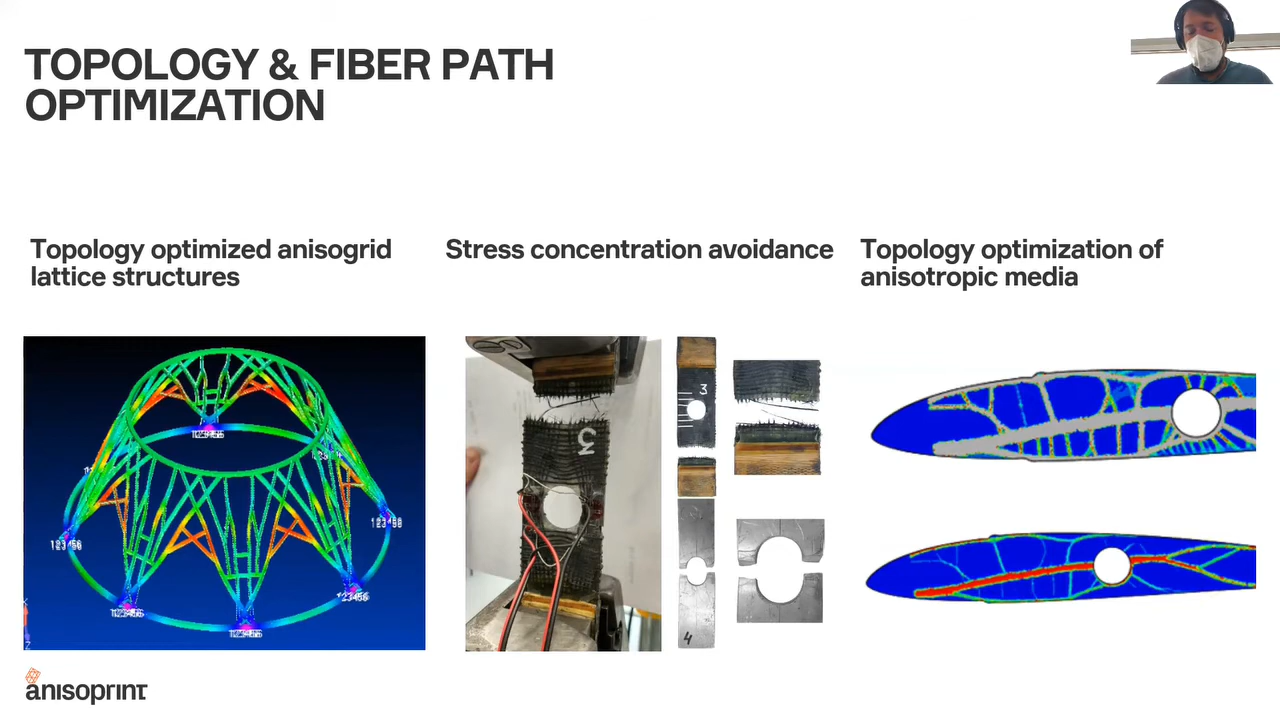 TOPOLOGY & FIBER PATH
OPTIMIZATION
Topology optimized anisogrid
lattice structures
Stress concentration avoidance
Topology optimization of
anisotropic media
3
3
4
anisoprint